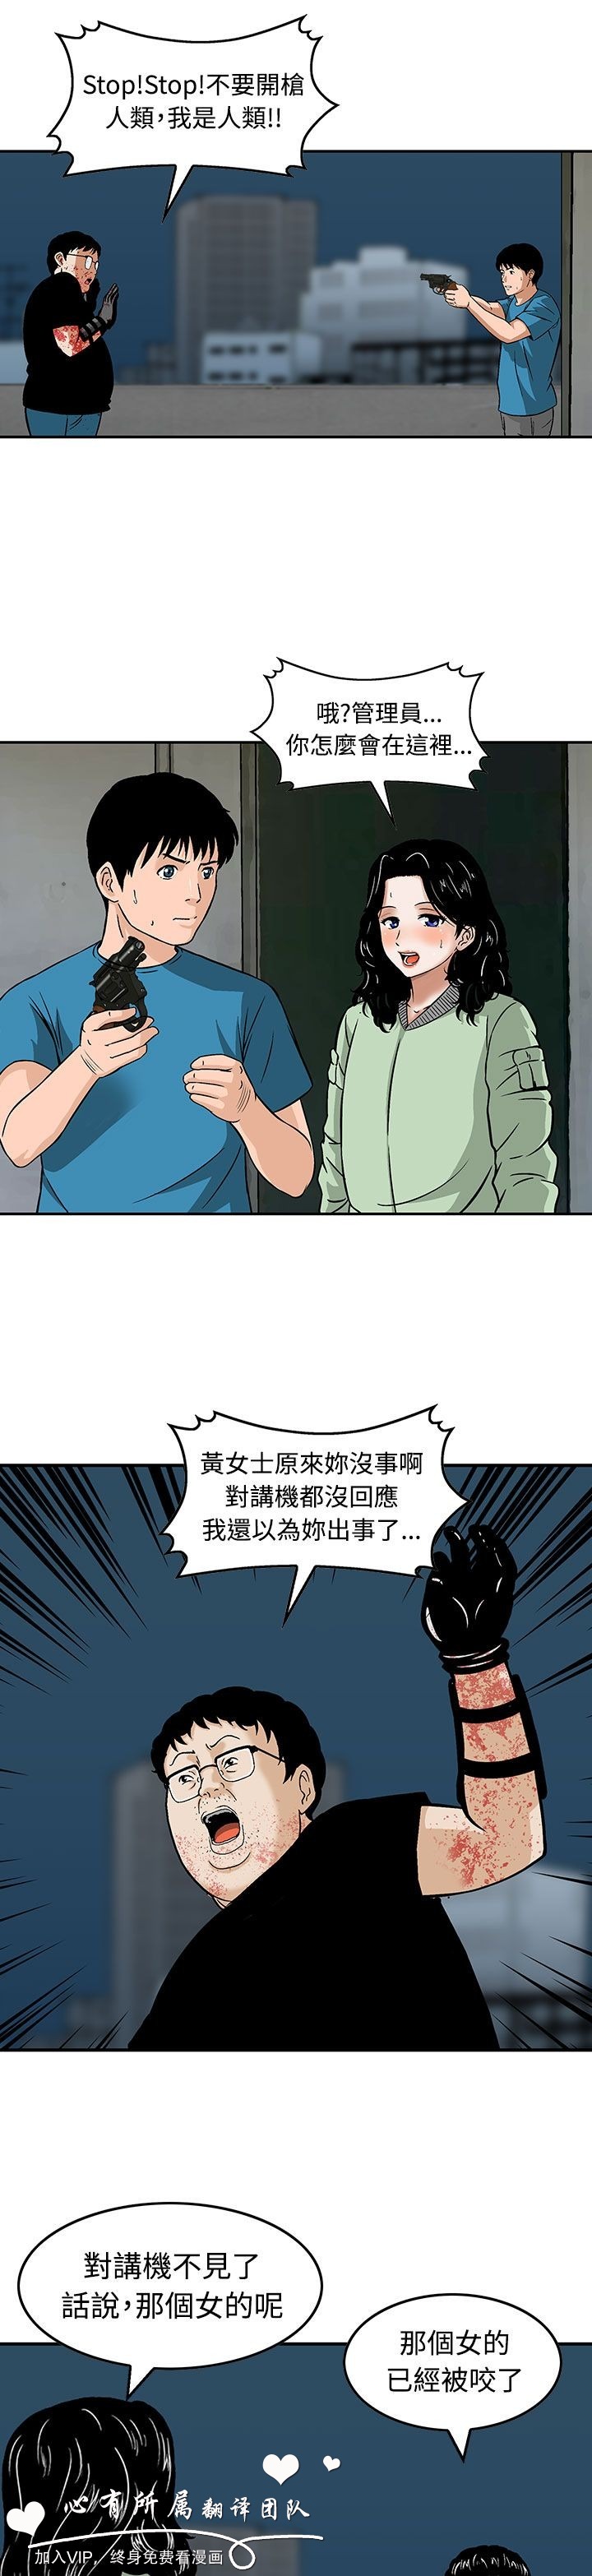 Stop!Stop!不要開槍
人類,我是人類!!
哦?管理員...
你怎麼會在這裡...
黃女士原來妳沒事啊
對講機都沒回應
我還以為妳出事了...
對講機不見了
話說,那個女的呢
那個女的
已經被咬了
心有所属翻译团队
加入VIP,终身免费看漫画